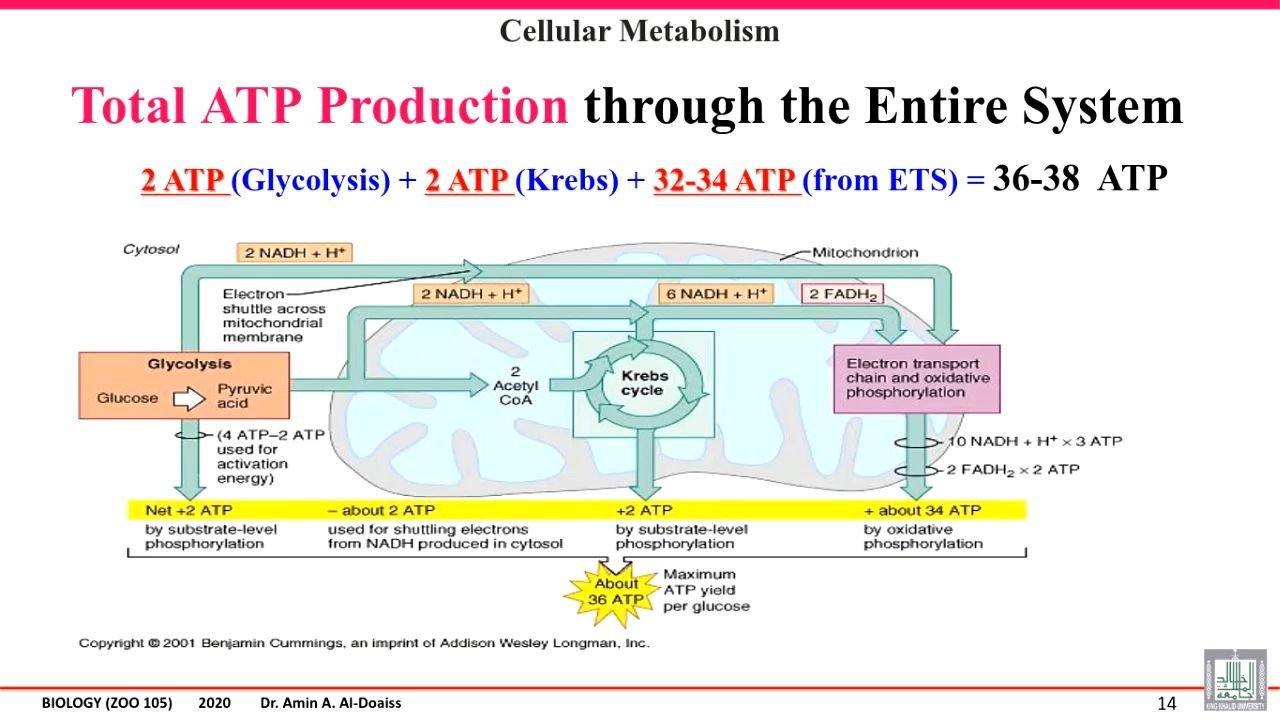 Cellular Metabolism
Total ATP Production through the Entire System
2 ATP (Glycolysis) + 2 ATP (Krebs) + 32-34 ATP (from ETS) = 36-38 ATP
Cytosol
2 NADH + H⁺
Mitochondrion
Electron
shuttle across
mitochondrial
membrane
2 NADH + H⁺
6 NADH + H⁺
2 FADH₂
Glycolysis
Glucose
Pyruvic
acid
2
Acetyl
CoA
Krebs
cycle
Electron transport
chain and oxidative
phosphorylation
(4 ATP–2 ATP
used for
activation
energy)
10 NADH + H⁺ × 3 ATP
2 FADH₂ × 2 ATP
Net +2 ATP
by substrate-level
phosphorylation
– about 2 ATP
used for shuttling electrons
from NADH produced in cytosol
+2 ATP
by substrate-level
phosphorylation
+ about 34 ATP
by oxidative
phosphorylation
About
36 ATP
Maximum
ATP yield
per glucose
Copyright © 2001 Benjamin Cummings, an imprint of Addison Wesley Longman, Inc.
BIOLOGY (ZOO 105) 2020 Dr. Amin A. Al-Doaiss
14
KING KHALID UNIVERSITY